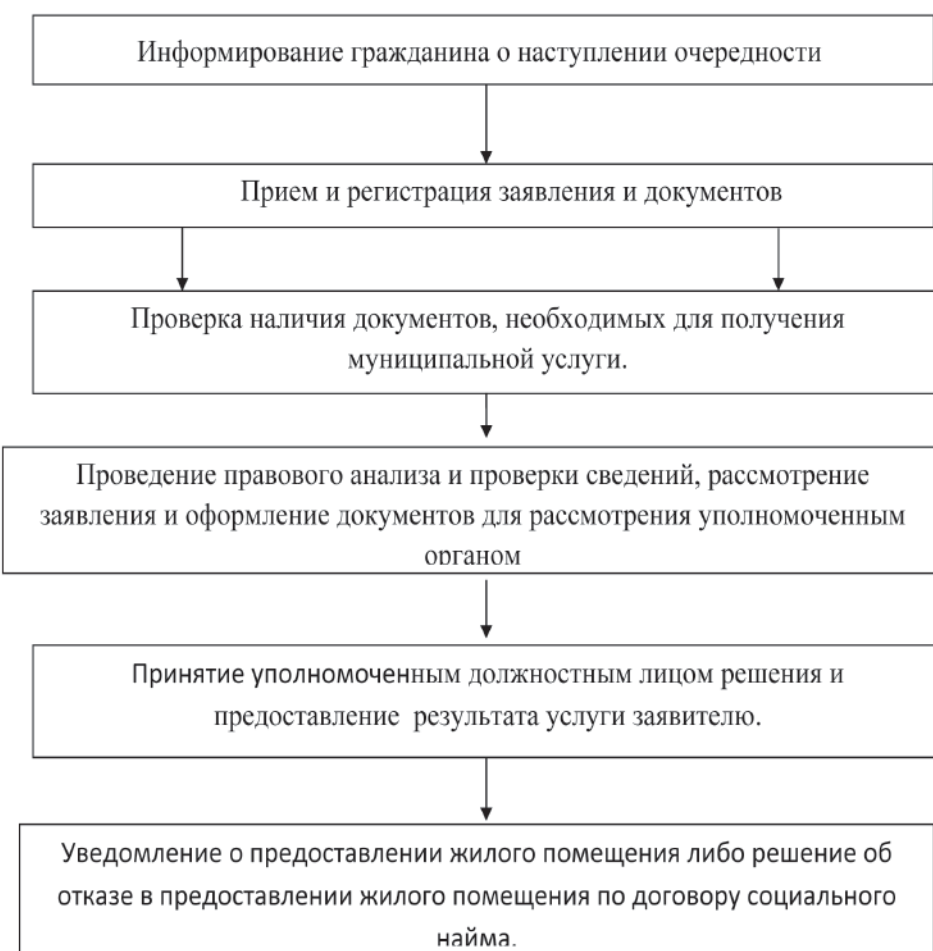 Информирование гражданина о наступлении очередности
Прием и регистрация заявления и документов
Проверка наличия документов, необходимых для получения
муниципальной услуги.
Проведение правового анализа и проверки сведений, рассмотрение
заявления и оформление документов для рассмотрения уполномоченным
органом
Принятие уполномоченным должностным лицом решения и
предоставление результата услуги заявителю.
Уведомление о предоставлении жилого помещения либо решение об
отказе в предоставлении жилого помещения по договору социального
найма.